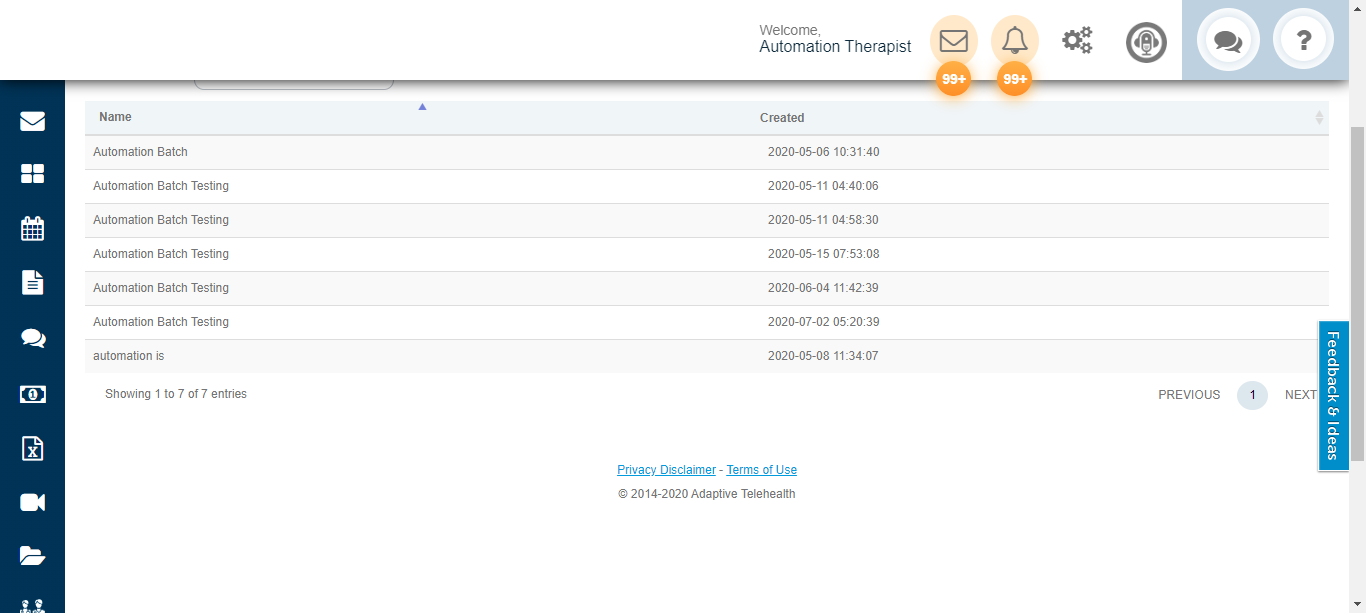 Welcome,
Automation Therapist
99+
99+
?
Name
Created
Automation Batch
2020-05-06 10:31:40
Automation Batch Testing
2020-05-11 04:40:06
Automation Batch Testing
2020-05-11 04:58:30
Automation Batch Testing
2020-05-15 07:53:08
Automation Batch Testing
2020-06-04 11:42:39
Automation Batch Testing
2020-07-02 05:20:39
automation is
2020-05-08 11:34:07
Showing 1 to 7 of 7 entries
PREVIOUS
1
NEXT
Feedback & Ideas
Privacy Disclaimer - Terms of Use
© 2014-2020 Adaptive Telehealth